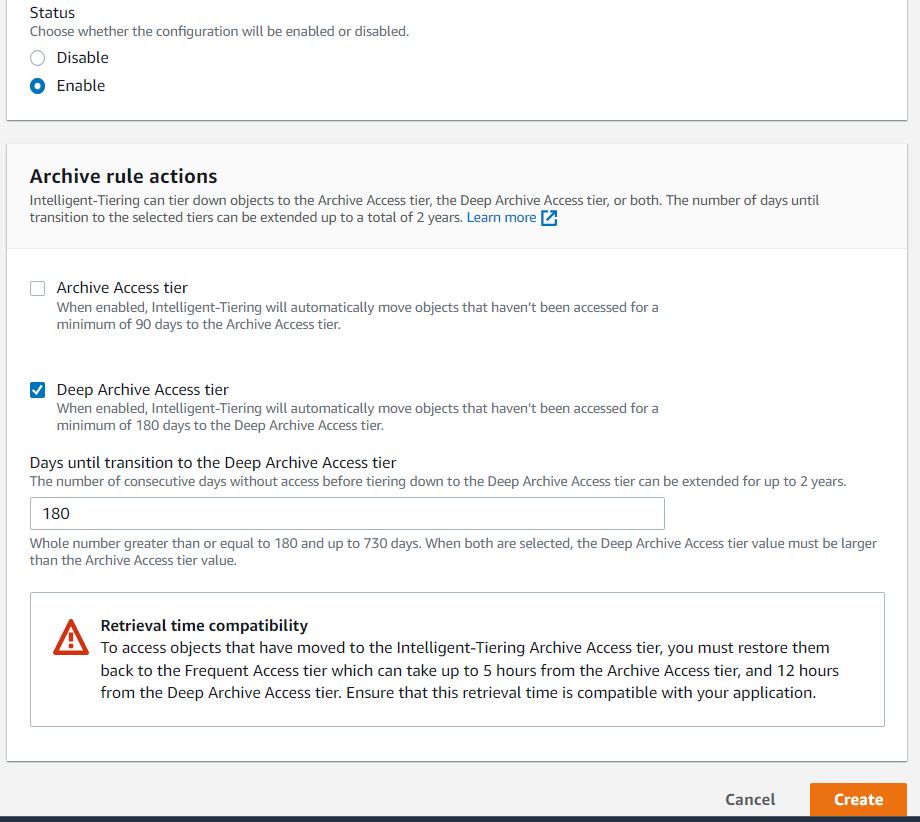 Status
Choose whether the configuration will be enabled or disabled.
Disable
Enable
Archive rule actions
Intelligent-Tiering can tier down objects to the Archive Access tier, the Deep Archive Access tier, or both. The number of days until
transition to the selected tiers can be extended up to a total of 2 years. Learn more
Archive Access tier
When enabled, Intelligent-Tiering will automatically move objects that haven't been accessed for a
minimum of 90 days to the Archive Access tier.
Deep Archive Access tier
When enabled, Intelligent-Tiering will automatically move objects that haven't been accessed for a
minimum of 180 days to the Deep Archive Access tier.
Days until transition to the Deep Archive Access tier
The number of consecutive days without access before tiering down to the Deep Archive Access tier can be extended for up to 2 years.
180
Whole number greater than or equal to 180 and up to 730 days. When both are selected, the Deep Archive Access tier value must be larger
than the Archive Access tier value.
Retrieval time compatibility
To access objects that have moved to the Intelligent-Tiering Archive Access tier, you must restore them
back to the Frequent Access tier which can take up to 5 hours from the Archive Access tier, and 12 hours
from the Deep Archive Access tier. Ensure that this retrieval time is compatible with your application.
Cancel
Create